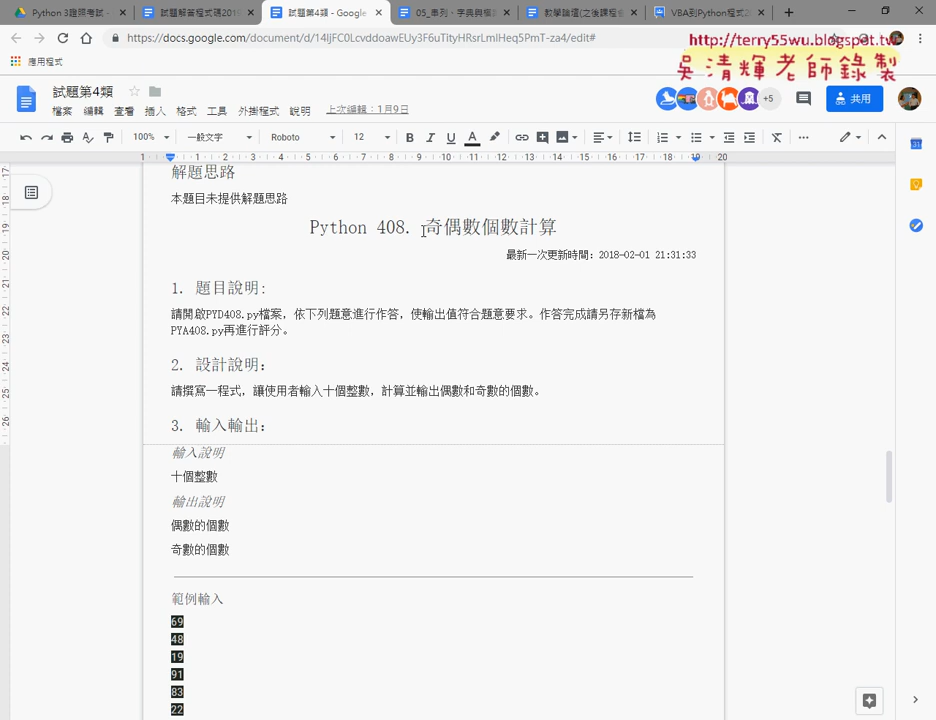 Python 3證照考試 -
試題解答程式碼201
試題第4類 - Google
05_串列、字典與模
教學論壇(之後課程會
VBA到Python程式20
https://docs.google.com/document/d/14ljFC0LcvddoawEUy3F6uTityHRsrLmlHeq5PmT-za4/edit#
http://terry55wu.blogspot.tw
應用程式
吳清輝老師錄製
試題第4類
檔案 編輯 查看 插入 格式 工具 外掛程式 說明 上次編輯：1月9日
+5
共用
100% 一般文字 Roboto 12
解題思路
本題目未提供解題思路
Python 408. 奇偶數個數計算
最新一次更新時間：2018-02-01 21:31:33
1. 題目說明:
請開啟PYD408.py檔案，依下列題意進行作答，使輸出值符合題意要求。作答完成請另存新檔為
PYA408.py再進行評分。
2. 設計說明：
請撰寫一程式，讓使用者輸入十個整數，計算並輸出偶數和奇數的個數。
3. 輸入輸出：
輸入說明
十個整數
輸出說明
偶數的個數
奇數的個數
範例輸入
69
48
19
91
83
22